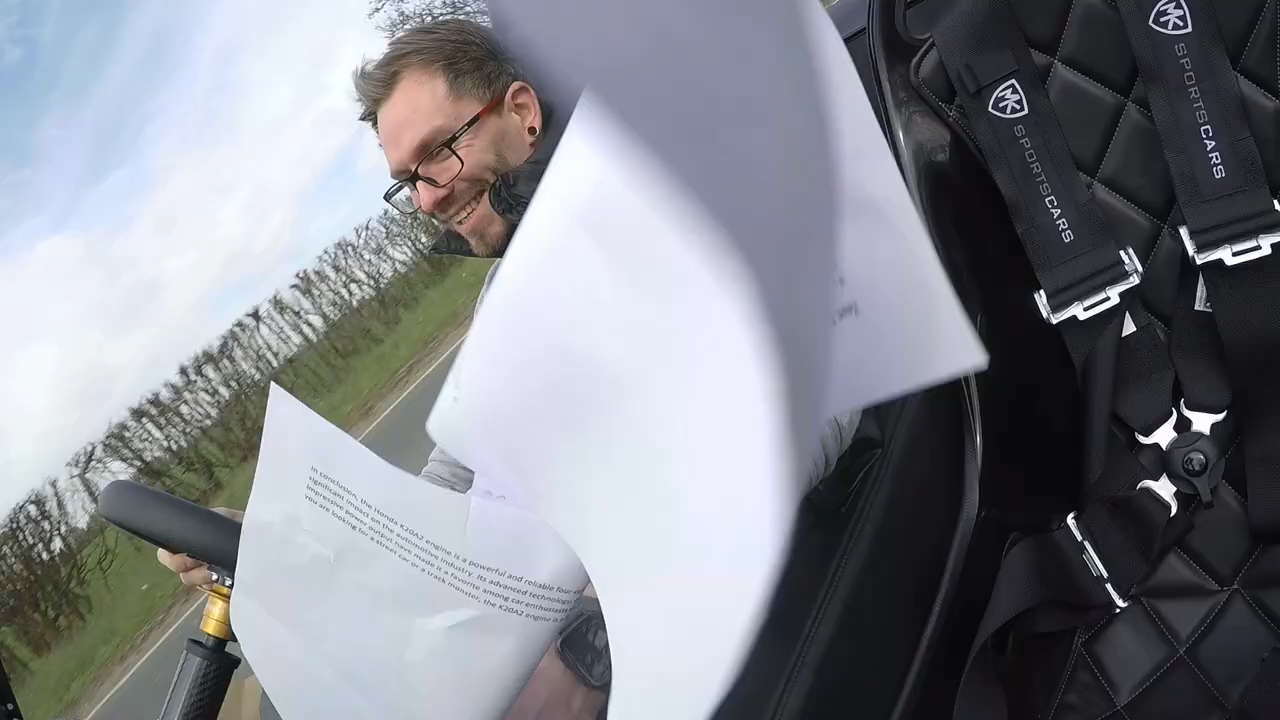 In conclusion, the Honda K20A2 engine is a powerful and reliable four-
significant impact on the automotive industry. Its advanced technology
impressive power output have made it a favorite among car enthusiasts
you are looking for a street car or a track monster, the K20A2 engine is
MK SPORTSCARS
MK SPORTSCARS